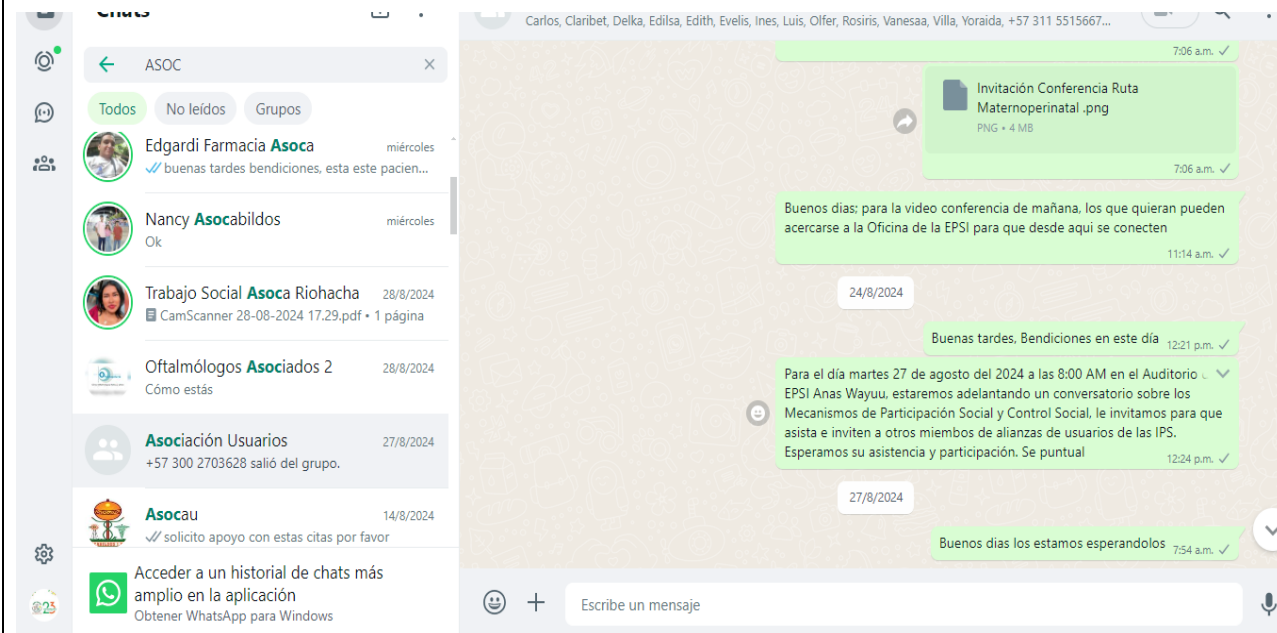 Chats
ASOC
Todos No leídos Grupos
Edgardi Farmacia Asoca miércoles
buenas tardes bendiciones, esta este pacien...
Nancy Asocabildos miércoles
Ok
Trabajo Social Asoca Riohacha 28/8/2024
CamScanner 28-08-2024 17.29.pdf • 1 página
Oftalmólogos Asociados 2 28/8/2024
Cómo estás
Asociación Usuarios 27/8/2024
+57 300 2703628 salió del grupo.
Asocau 14/8/2024
solicito apoyo con estas citas por favor
Acceder a un historial de chats más
amplio en la aplicación
Obtener WhatsApp para Windows
Carlos, Claribet, Delka, Edilsa, Edith, Evelis, Ines, Luis, Olfer, Rosiris, Vanesaa, Villa, Yoraida, +57 311 5515667...
7:06 a.m.
Invitación Conferencia Ruta
Maternoperinatal .png
PNG • 4 MB
7:06 a.m.
Buenos dias; para la video conferencia de mañana, los que quieran pueden
acercarse a la Oficina de la EPSI para que desde aqui se conecten
11:14 a.m.
24/8/2024
Buenas tardes, Bendiciones en este día 12:21 p.m.
Para el día martes 27 de agosto del 2024 a las 8:00 AM en el Auditorio
EPSI Anas Wayuu, estaremos adelantando un conversatorio sobre los
Mecanismos de Participación Social y Control Social, le invitamos para que
asista e inviten a otros miembros de alianzas de usuarios de las IPS.
Esperamos su asistencia y participación. Se puntual 12:24 p.m.
27/8/2024
Buenos dias los estamos esperandolos 7:54 a.m.
Escribe un mensaje